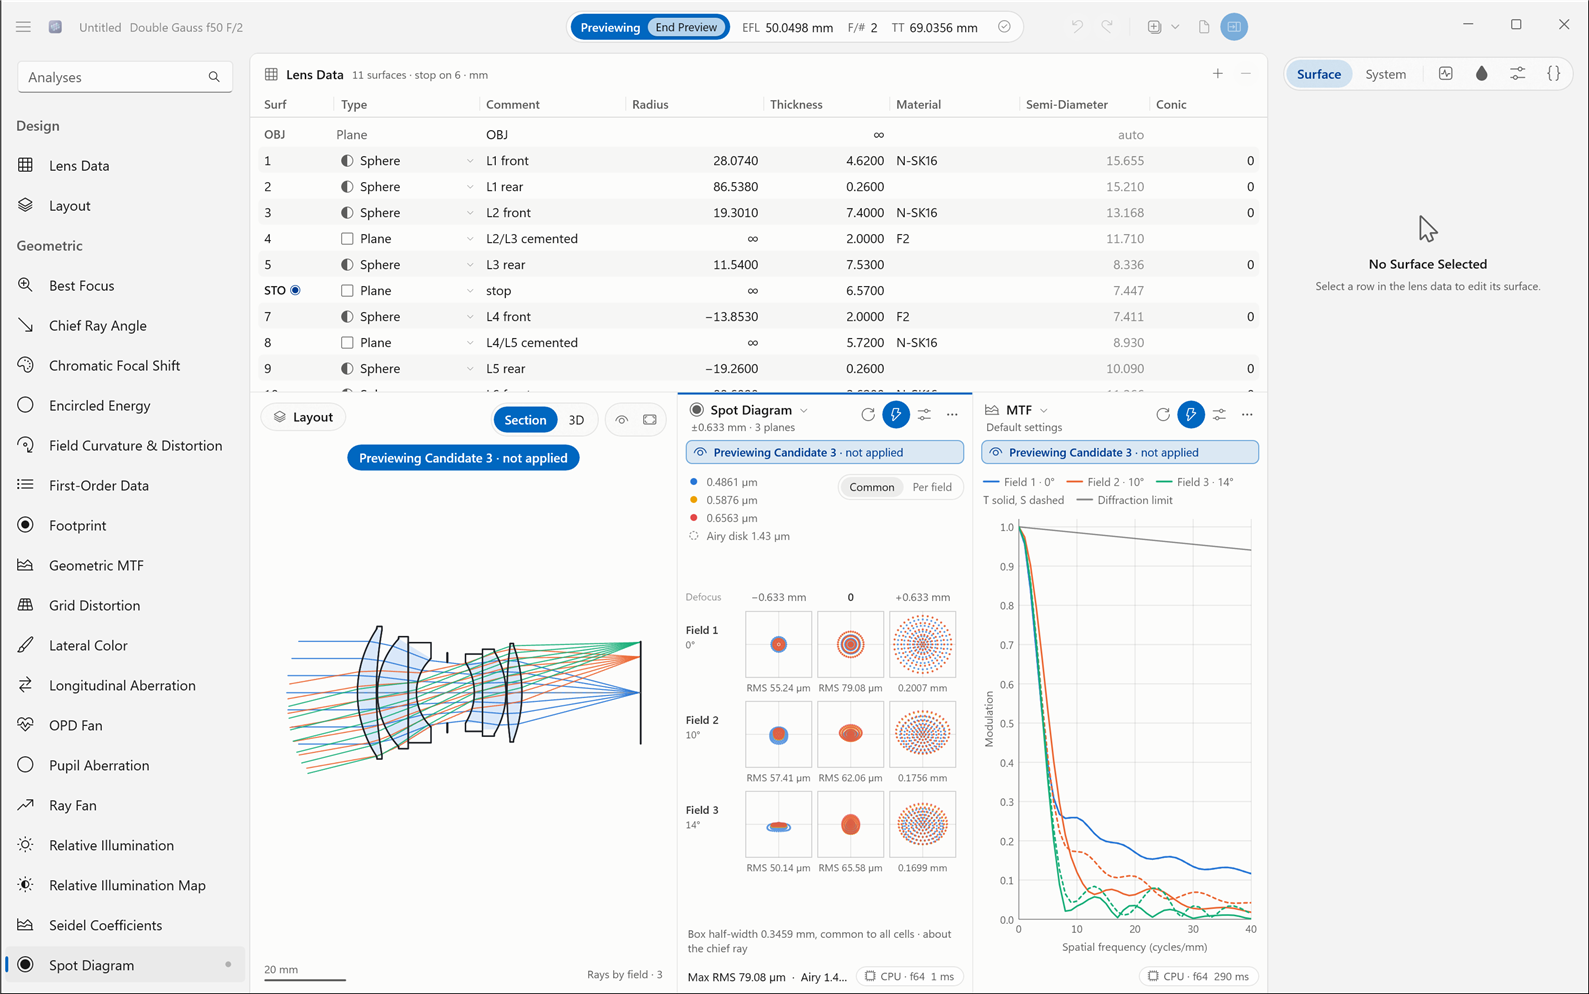 Untitled Double Gauss f50 F/2
Previewing End Preview EFL 50.0498 mm F/# 2 TT 69.0356 mm
Analyses
Design
Lens Data
Layout
Geometric
Best Focus
Chief Ray Angle
Chromatic Focal Shift
Encircled Energy
Field Curvature & Distortion
First-Order Data
Footprint
Geometric MTF
Grid Distortion
Lateral Color
Longitudinal Aberration
OPD Fan
Pupil Aberration
Ray Fan
Relative Illumination
Relative Illumination Map
Seidel Coefficients
Spot Diagram
Lens Data 11 surfaces · stop on 6 · mm
Surf Type Comment Radius Thickness Material Semi-Diameter Conic
OBJ Plane OBJ ∞ auto
1 Sphere L1 front 28.0740 4.6200 N-SK16 15.655 0
2 Sphere L1 rear 86.5380 0.2600 15.210 0
3 Sphere L2 front 19.3010 7.4000 N-SK16 13.168 0
4 Plane L2/L3 cemented ∞ 2.0000 F2 11.710
5 Sphere L3 rear 11.5400 7.5300 8.336 0
STO Plane stop ∞ 6.5700 7.447
7 Sphere L4 front −13.8530 2.0000 F2 7.411 0
8 Plane L4/L5 cemented ∞ 5.7200 N-SK16 8.930
9 Sphere L5 rear −19.2600 0.2600 10.090 0
Layout Section 3D
Previewing Candidate 3 · not applied
20 mm Rays by field · 3
Spot Diagram
±0.633 mm · 3 planes
Previewing Candidate 3 · not applied
0.4861 µm
0.5876 µm
0.6563 µm
Airy disk 1.43 µm
Common Per field
Defocus −0.633 mm 0 +0.633 mm
Field 1
0°
RMS 55.24 µm RMS 79.08 µm 0.2007 mm
Field 2
10°
RMS 57.41 µm RMS 62.06 µm 0.1756 mm
Field 3
14°
RMS 50.14 µm RMS 65.58 µm 0.1699 mm
Box half-width 0.3459 mm, common to all cells · about
the chief ray
Max RMS 79.08 µm · Airy 1.4... CPU · f64 1 ms
MTF
Default settings
Previewing Candidate 3 · not applied
Field 1 · 0° Field 2 · 10° Field 3 · 14°
T solid, S dashed Diffraction limit
Modulation
1.0
0.9
0.8
0.7
0.6
0.5
0.4
0.3
0.2
0.1
0.0
0 10 20 30 40
Spatial frequency (cycles/mm)
CPU · f64 290 ms
Surface System {}
No Surface Selected
Select a row in the lens data to edit its surface.